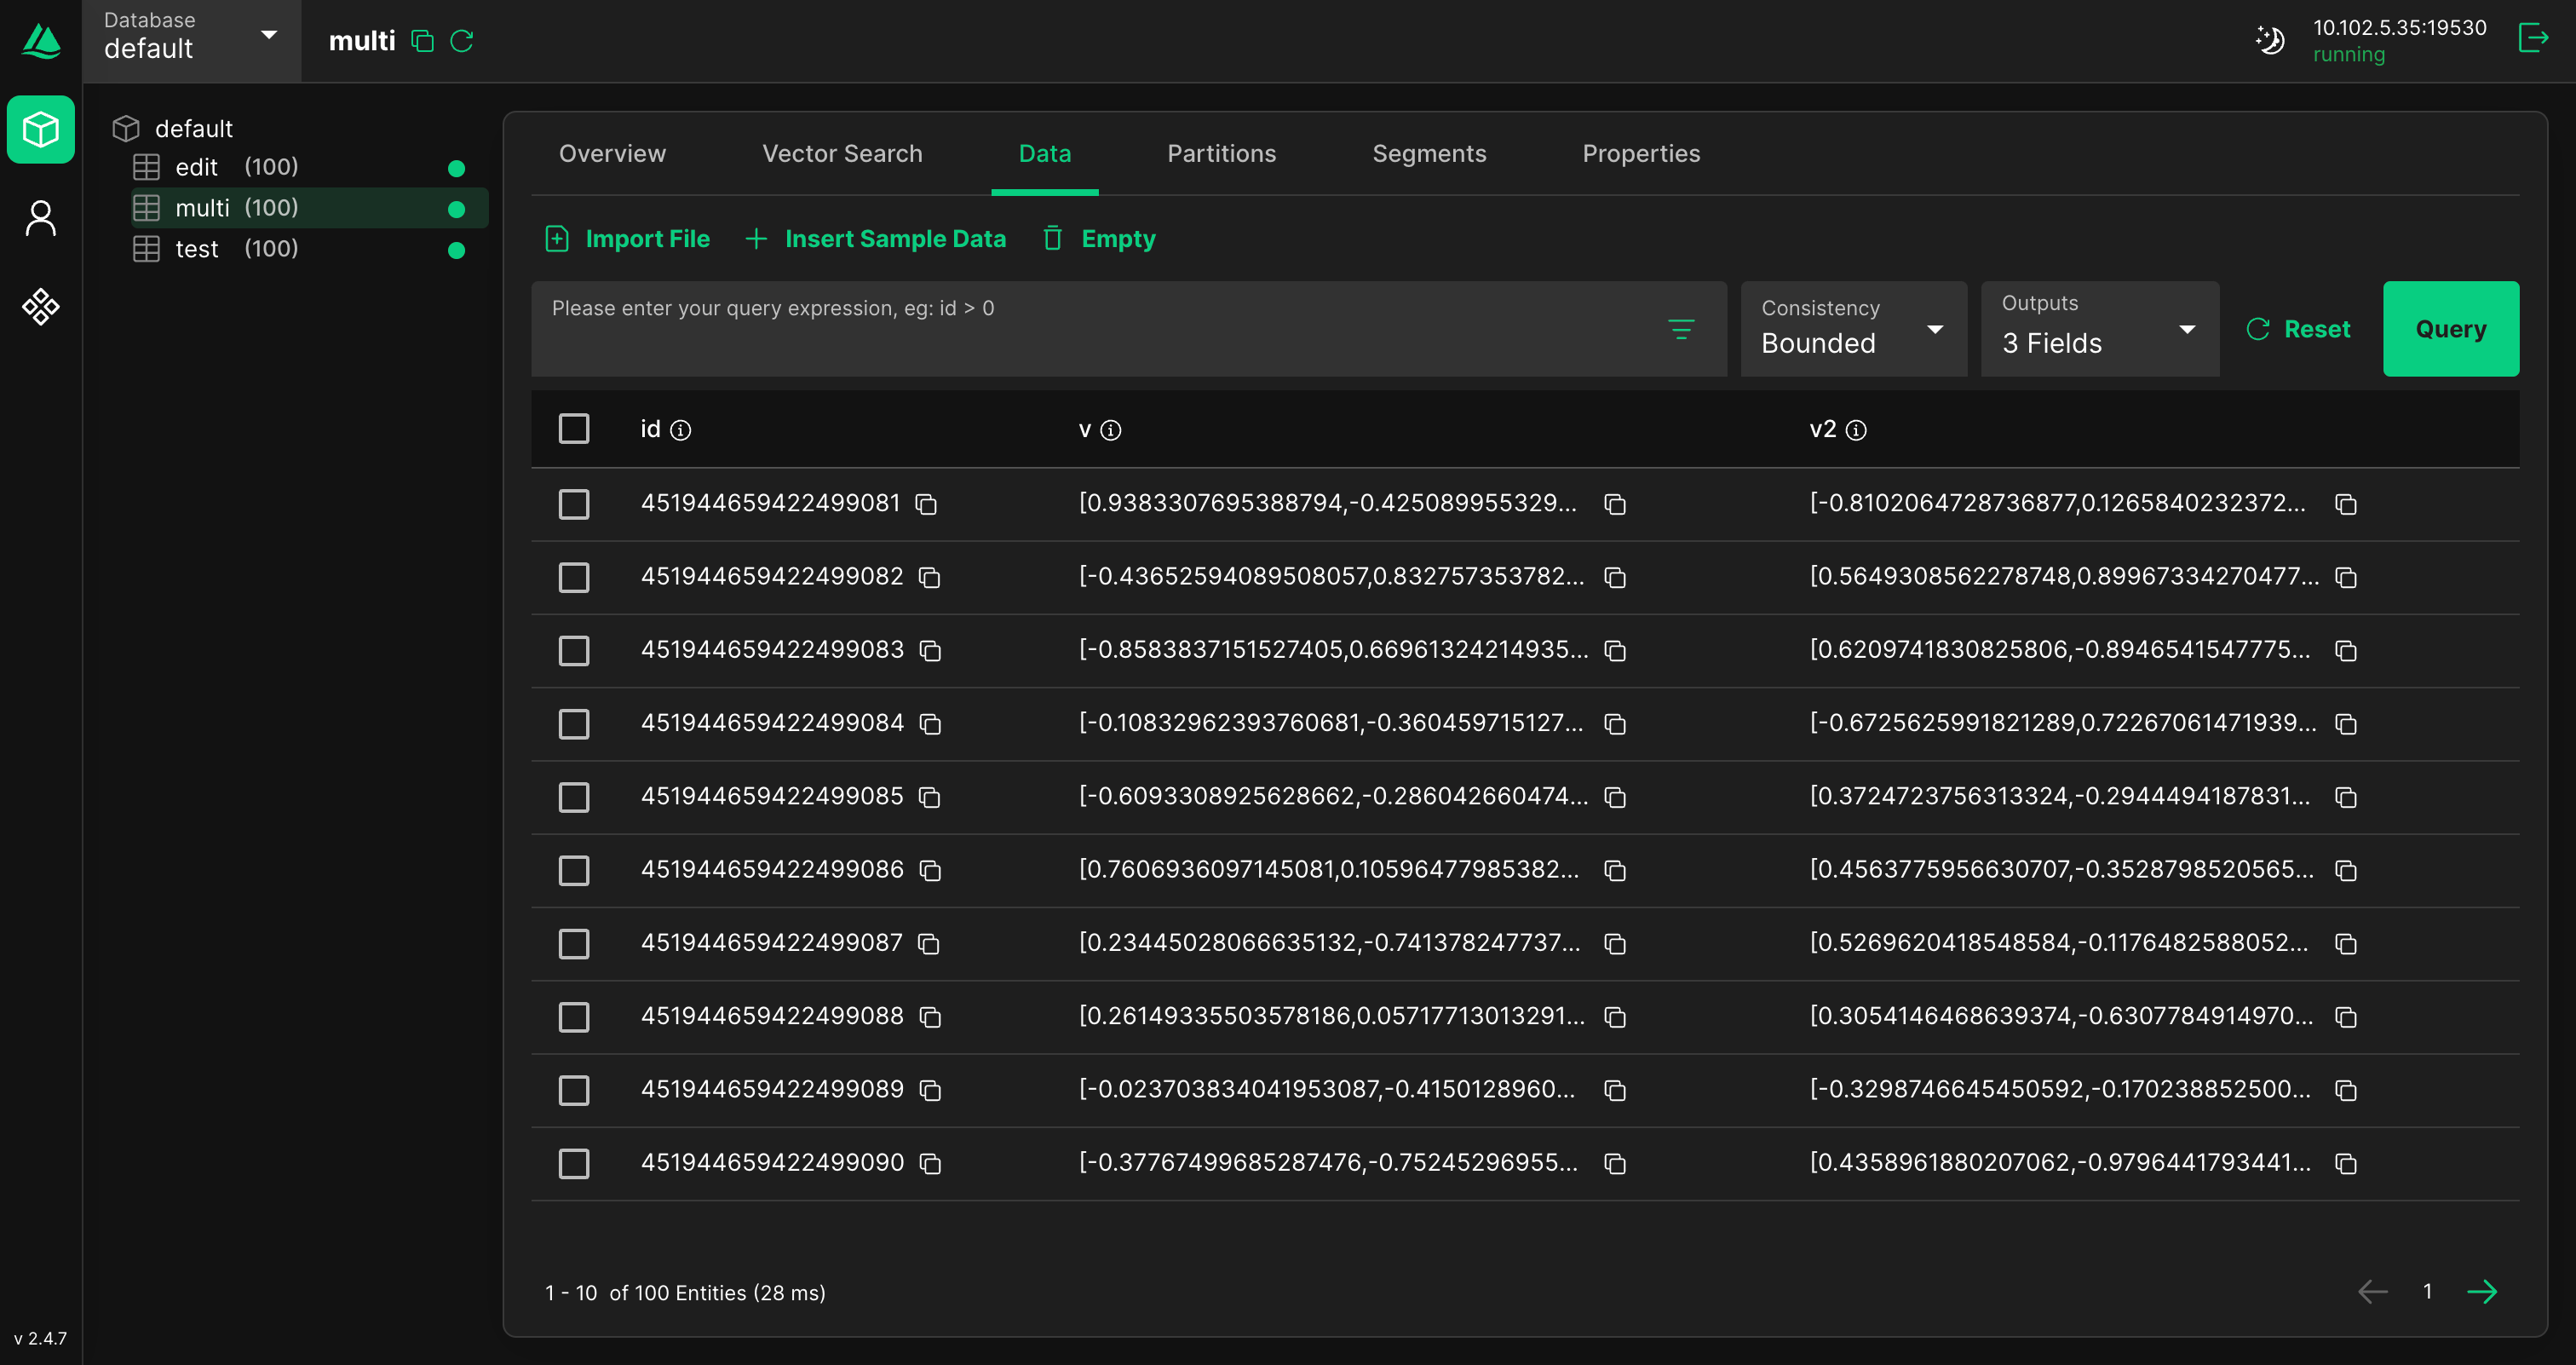 Database
default
multi
10.102.5.35:19530
running
default
edit (100)
multi (100)
test (100)
Overview Vector Search Data Partitions Segments Properties
Import File Insert Sample Data Empty
Please enter your query expression, eg: id > 0
Consistency
Bounded
Outputs
3 Fields
Reset
Query
id v v2
451944659422499081 [0.9383307695388794,-0.425089955329... [-0.8102064728736877,0.1265840232372...
451944659422499082 [-0.43652594089508057,0.832757353782... [0.5649308562278748,0.89967334270477...
451944659422499083 [-0.8583837151527405,0.66961324214935... [0.6209741830825806,-0.8946541547775...
451944659422499084 [-0.10832962393760681,-0.360459715127... [-0.6725625991821289,0.72267061471939...
451944659422499085 [-0.6093308925628662,-0.286042660474... [0.3724723756313324,-0.2944494187831...
451944659422499086 [0.7606936097145081,0.10596477985382... [0.4563775956630707,-0.3528798520565...
451944659422499087 [0.23445028066635132,-0.741378247737... [0.5269620418548584,-0.1176482588052...
451944659422499088 [0.26149335503578186,0.05717713013291... [0.3054146468639374,-0.6307784914970...
451944659422499089 [-0.023703834041953087,-0.4150128960... [-0.3298746645450592,-0.170238852500...
451944659422499090 [-0.37767499685287476,-0.75245296955... [0.4358961880207062,-0.9796441793441...
1 - 10 of 100 Entities (28 ms)
1
v 2.4.7